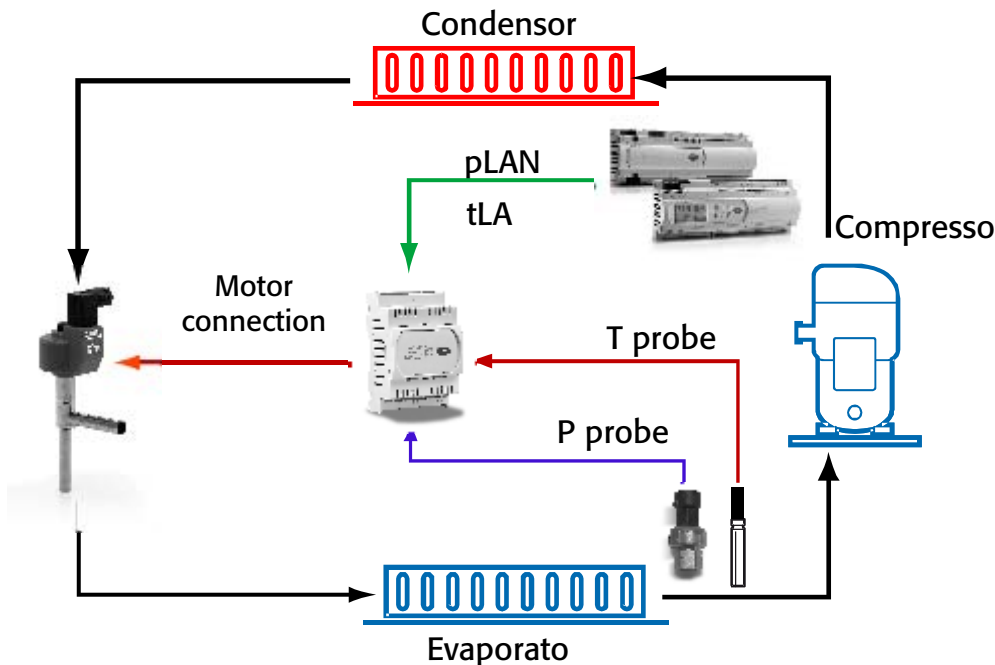 Condensor
pLAN
tLA
Compresso
Motor
connection
T probe
P probe
Evaporato